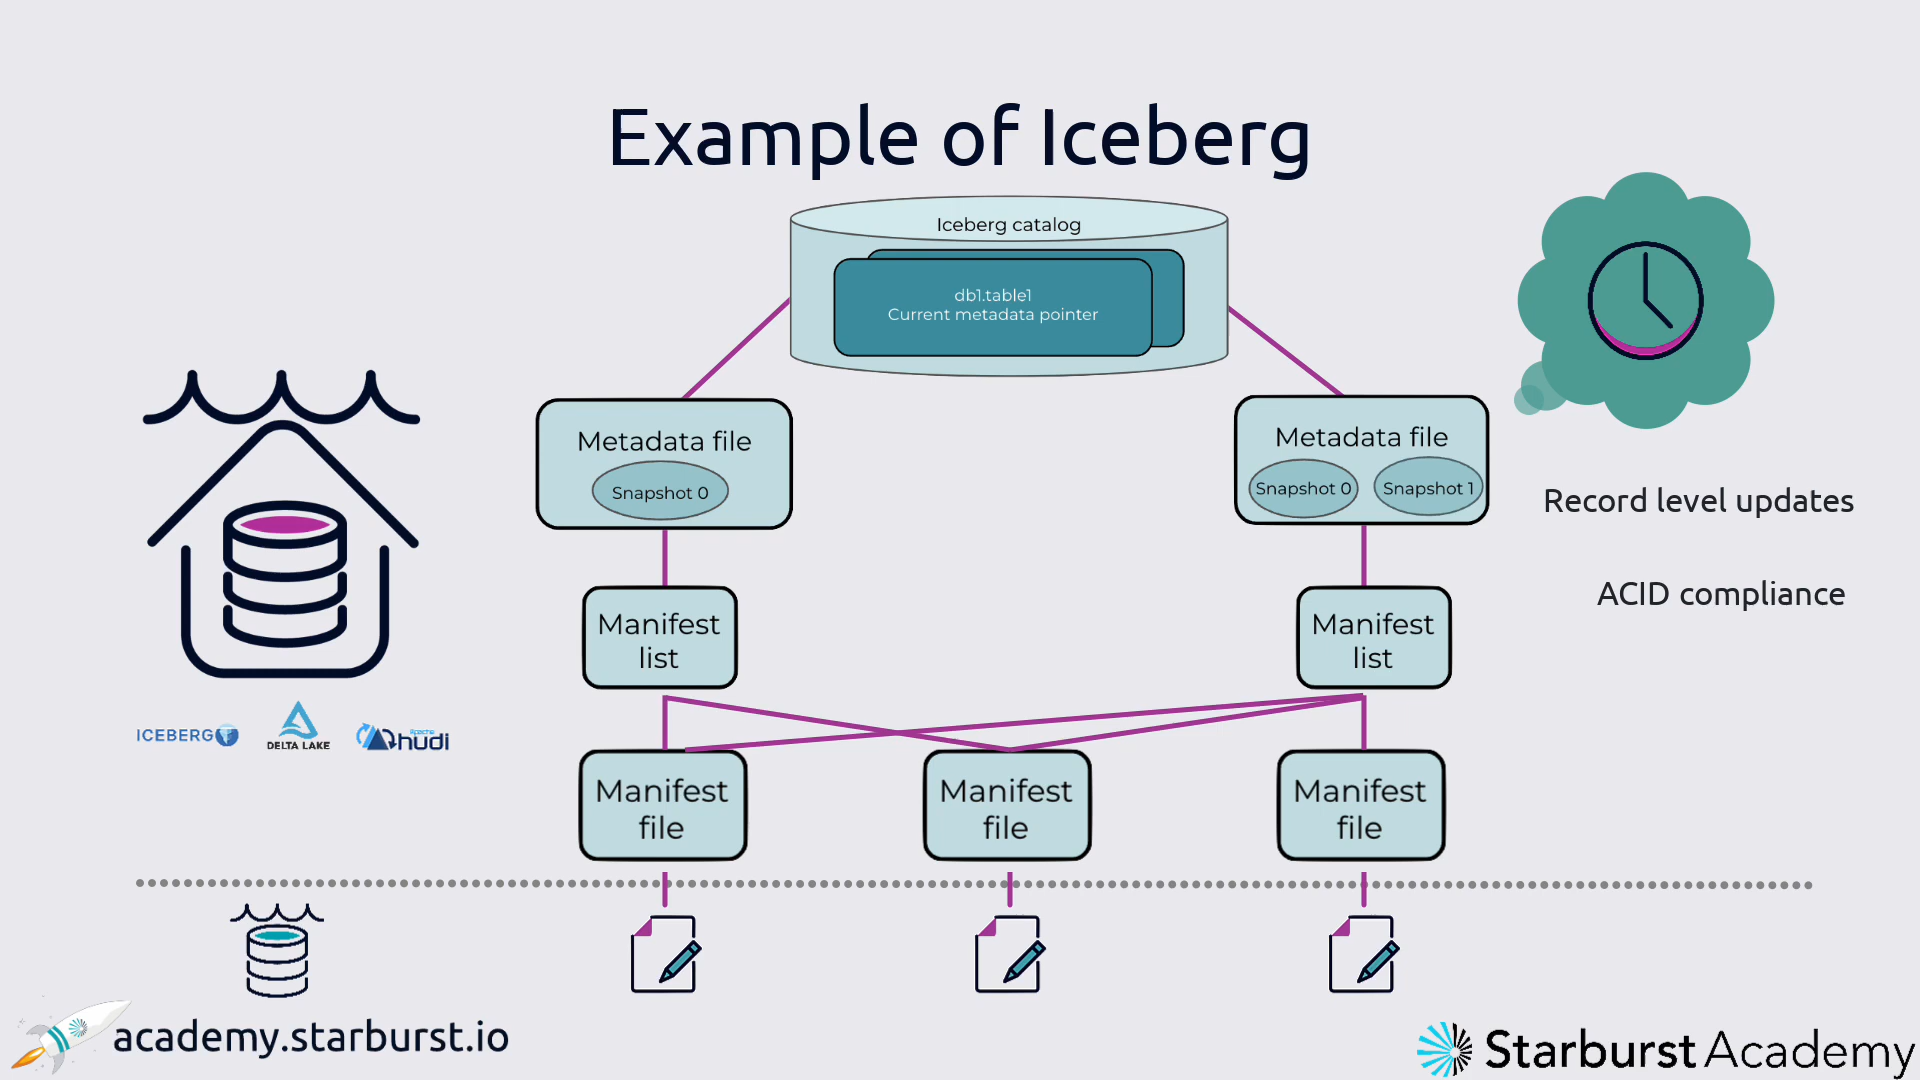 Example of Iceberg
Iceberg catalog
db1.table1
Current metadata pointer
Metadata file
Snapshot 0
Metadata file
Snapshot 0
Snapshot 1
Record level updates
ACID compliance
Manifest
list
Manifest
list
ICEBERG
DELTA LAKE
Apache
hudi
Manifest
file
Manifest
file
Manifest
file
academy.starburst.io
Starburst Academy